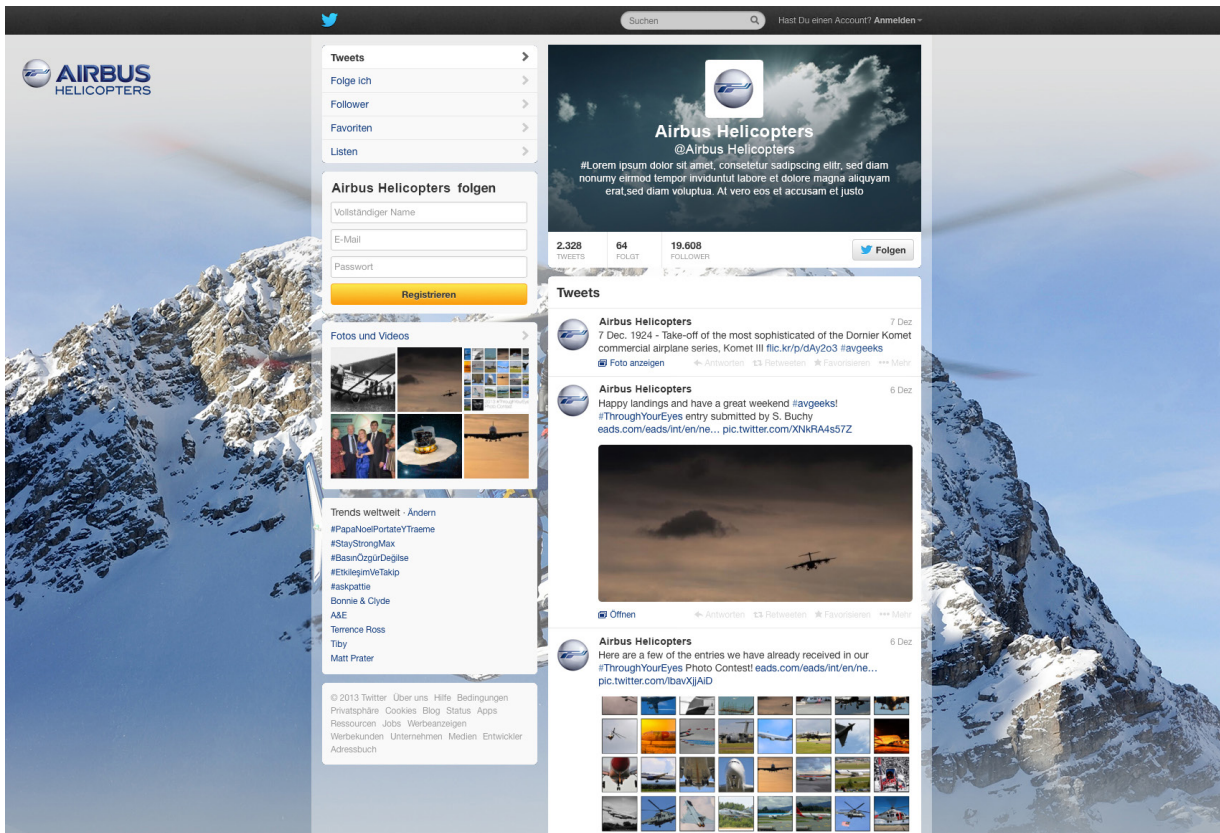 Suchen
Hast Du einen Account? Anmelden
AIRBUS
HELICOPTERS
Tweets
Folge ich
Follower
Favoriten
Listen
Airbus Helicopters folgen
Vollständiger Name
E-Mail
Passwort
Registrieren
Fotos und Videos
Trends weltweit · Ändern
#PapaNoelPortateYTraeme
#StayStrongMax
#BasınÖzgürDeğilse
#EtkileşimVeTakip
#askpattie
Bonnie & Clyde
A&E
Terrence Ross
Tiby
Matt Prater
© 2013 Twitter Über uns Hilfe Bedingungen
Privatsphäre Cookies Blog Status Apps
Ressourcen Jobs Werbeanzeigen
Werbekunden Unternehmen Medien Entwickler
Adressbuch
Airbus Helicopters
@Airbus Helicopters
#Lorem ipsum dolor sit amet, consetetur sadipscing elitr, sed diam
nonumy eirmod tempor inviduntut labore et dolore magna aliquyam
erat,sed diam voluptua. At vero eos et accusam et justo
2.328 64 19.608
TWEETS FOLGT FOLLOWER
Folgen
Tweets
Airbus Helicopters 7 Dez
7 Dec. 1924 - Take-off of the most sophisticated of the Dornier Komet
commercial airplane series, Komet III flic.kr/p/dAy2o3 #avgeeks
Foto anzeigen Antworten Retweeten Favorisieren Mehr
Airbus Helicopters 6 Dez
Happy landings and have a great weekend #avgeeks!
#ThroughYourEyes entry submitted by S. Buchy
eads.com/eads/int/en/ne… pic.twitter.com/XNkRA4s57Z
Öffnen Antworten Retweeten Favorisieren Mehr
Airbus Helicopters 6 Dez
Here are a few of the entries we have already received in our
#ThroughYourEyes Photo Contest! eads.com/eads/int/en/ne…
pic.twitter.com/lbavXjjAiD